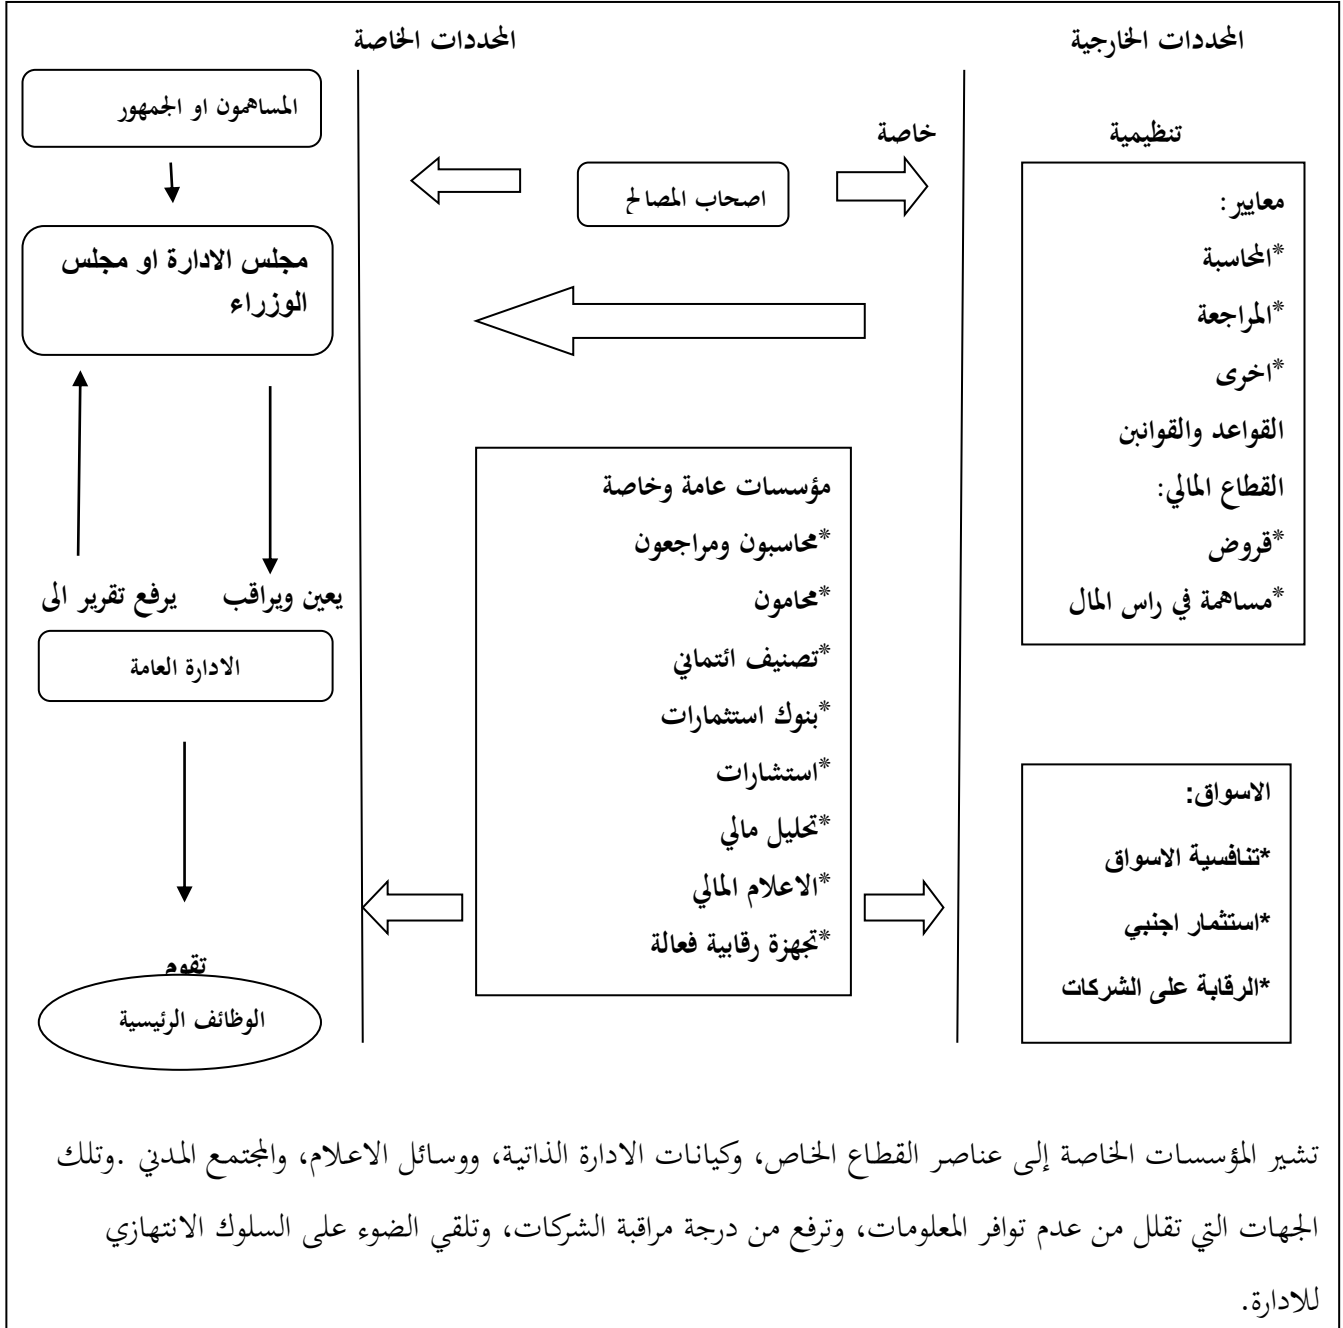 المحددات الخارجية
المحددات الخاصة
تنظيمية
معايير:
*المحاسبة
*المراجعة
*اخرى
القواعد والقوانبن
القطاع المالي:
*قروض
*مساهمة في راس المال
الاسواق:
*تنافسية الاسواق
*استثمار اجنبي
*الرقابة على الشركات
خاصة
اصحاب المصالح
مؤسسات عامة وخاصة
*محاسبون ومراجعون
*محامون
*تصنيف ائتماني
*بنوك استثمارات
*استشارات
*تحليل مالي
*الاعلام المالي
*تجهزة رقابية فعالة
المساهمون او الجمهور
مجلس الادارة او مجلس
الوزراء
يعين ويراقب يرفع تقرير الى
الادارة العامة
تقوم
الوظائف الرئيسية
تشير المؤسسات الخاصة إلى عناصر القطاع الخاص، وكيانات الادارة الذاتية، ووسائل الاعلام، والمجتمع المدني .وتلك
الجهات التي تقلل من عدم توافر المعلومات، وترفع من درجة مراقبة الشركات، وتلقي الضوء على السلوك الانتهازي
للادارة.